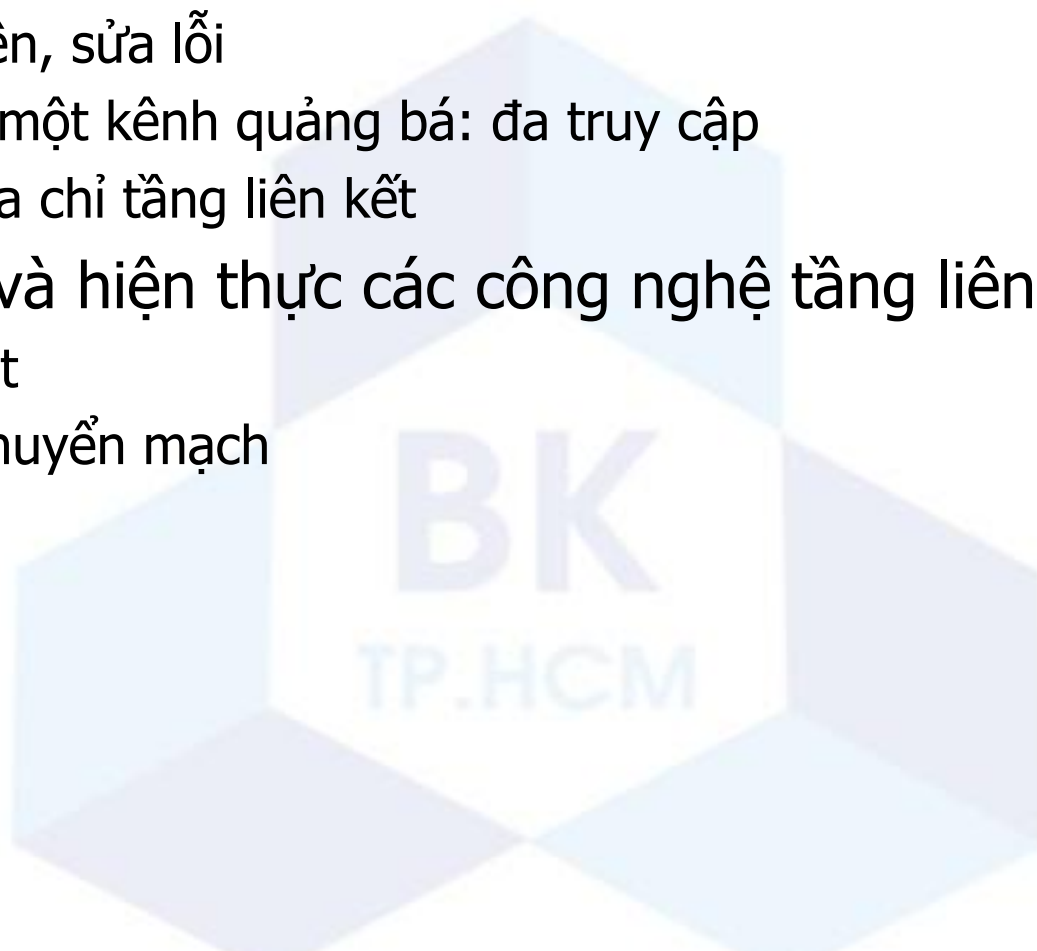 ện, sửa lỗi
một kênh quảng bá: đa truy cập
a chỉ tầng liên kết
và hiện thực các công nghệ tầng liên
t
huyển mạch
BK
TP.HCM